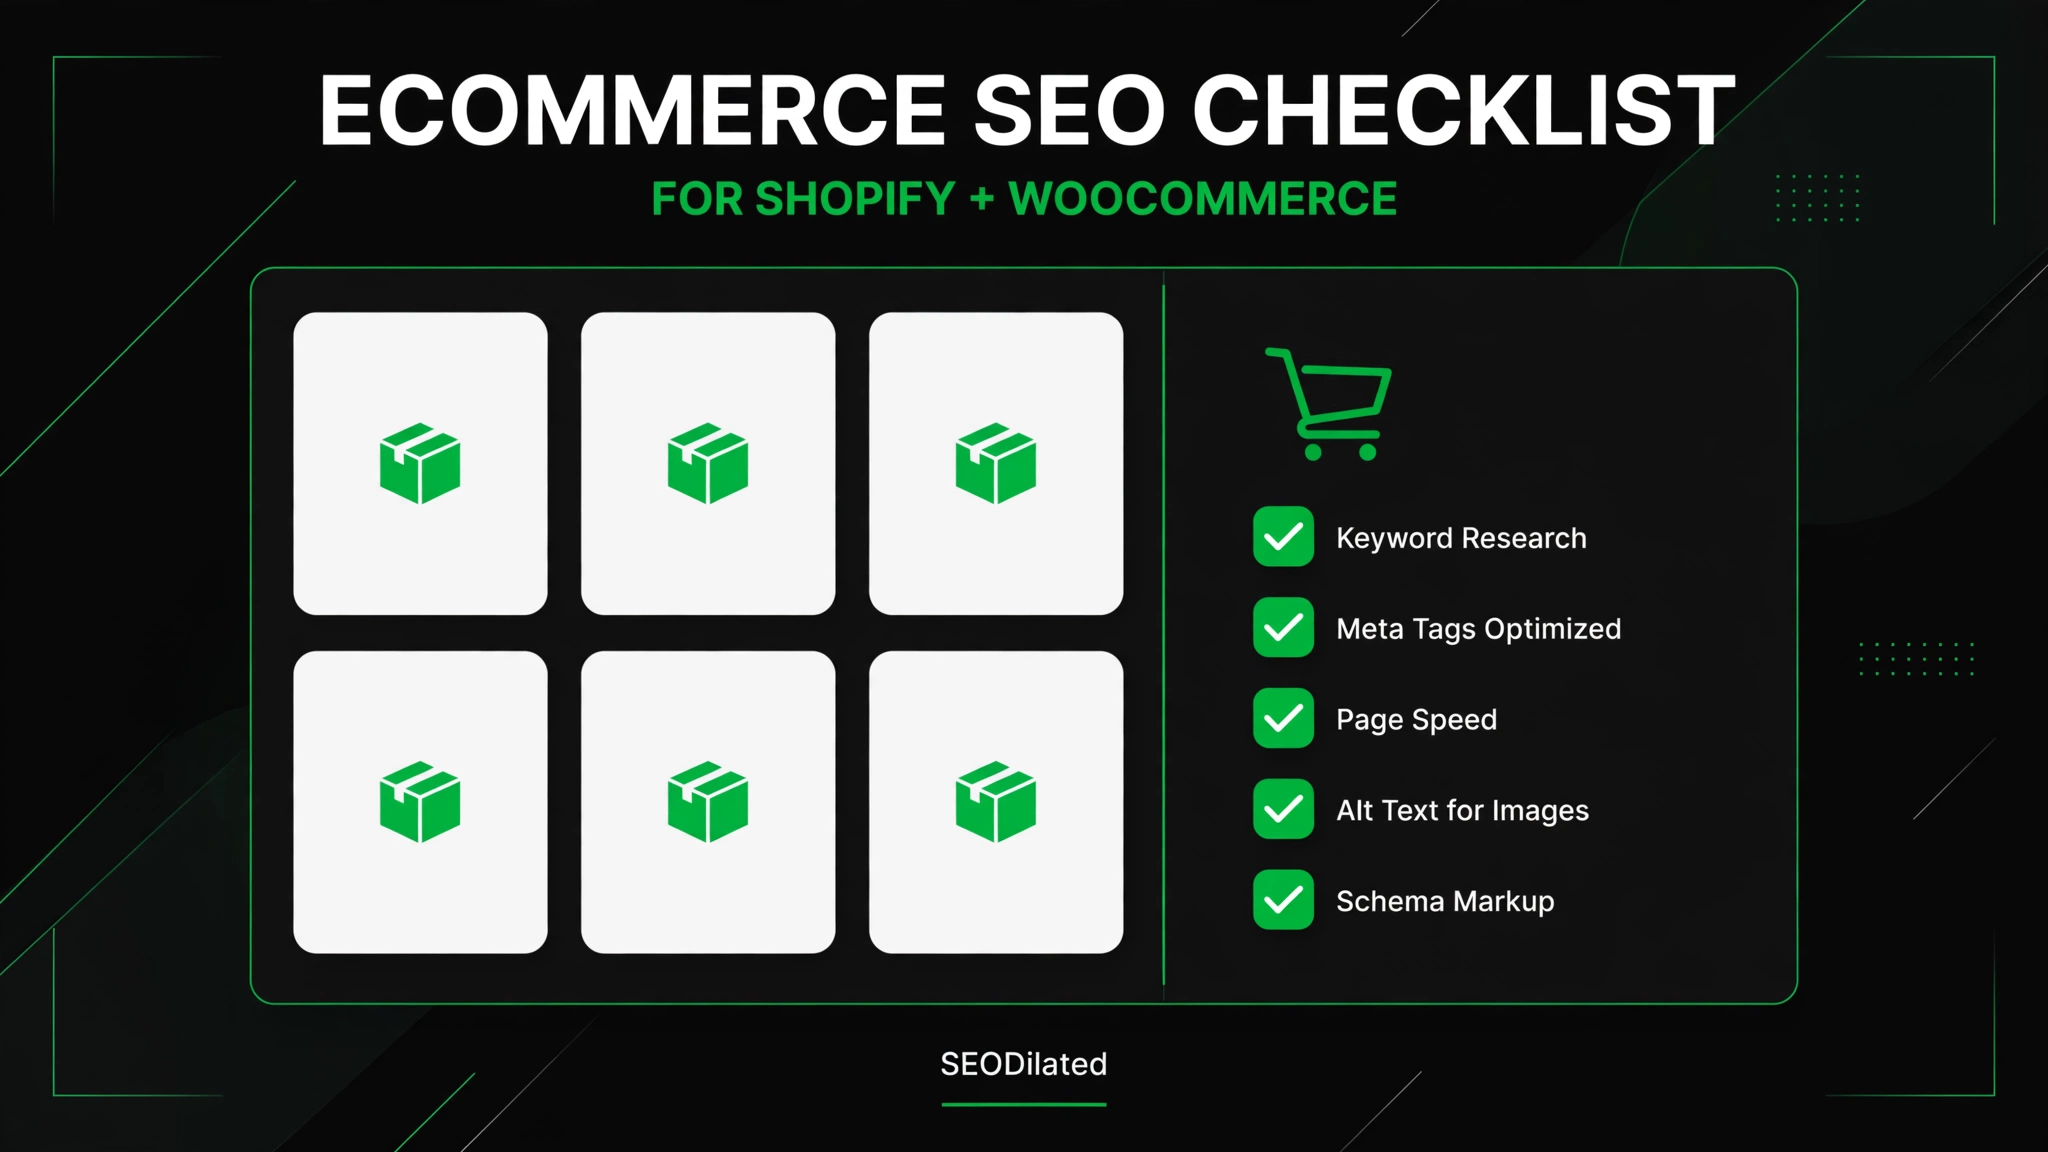 ECOMMERCE SEO CHECKLIST
FOR SHOPIFY + WOOCOMMERCE
Keyword Research
Meta Tags Optimized
Page Speed
Alt Text for Images
Schema Markup
SEODilated